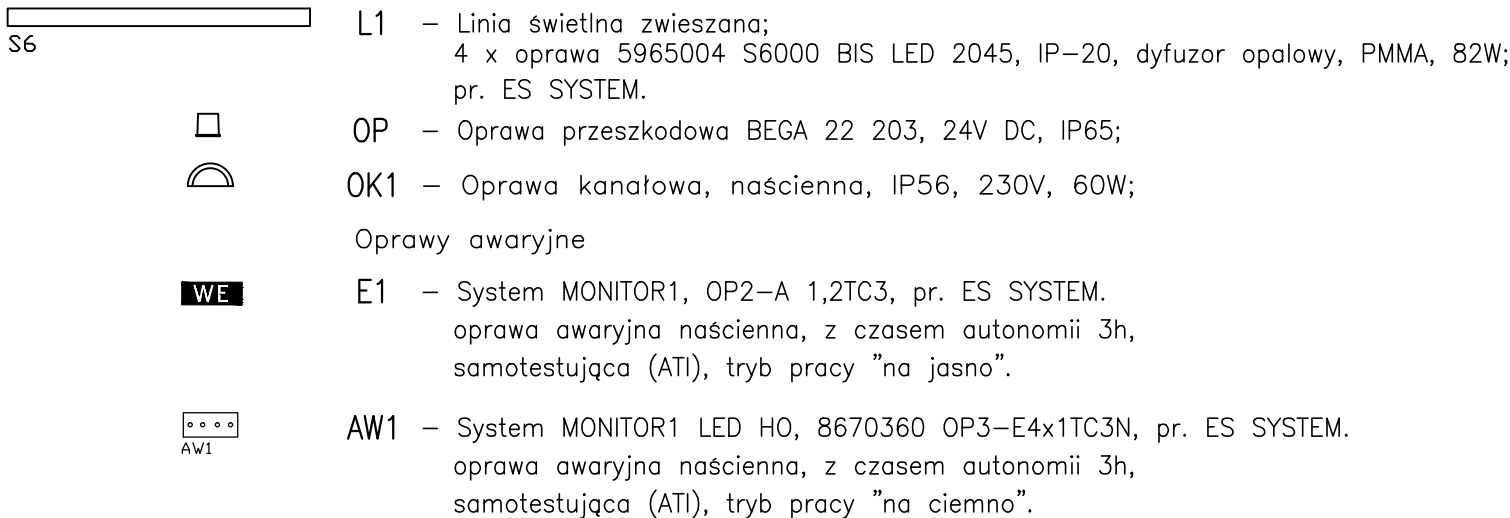 L1 – Linia świetlna zwieszana;
S6
4 x oprawa 5965004 S6000 BIS LED 2045, IP–20, dyfuzor opalowy, PMMA, 82W;
pr. ES SYSTEM.
OP – Oprawa przeszkodowa BEGA 22 203, 24V DC, IP65;
OK1 – Oprawa kanałowa, naścienna, IP56, 230V, 60W;
Oprawy awaryjne
WE E1 – System MONITOR1, OP2–A 1,2TC3, pr. ES SYSTEM.
oprawa awaryjna naścienna, z czasem autonomii 3h,
samotestująca (ATI), tryb pracy ”na jasno”.
AW1 – System MONITOR1 LED HO, 8670360 OP3–E4x1TC3N, pr. ES SYSTEM.
AW1
oprawa awaryjna naścienna, z czasem autonomii 3h,
samotestująca (ATI), tryb pracy ”na ciemno”.